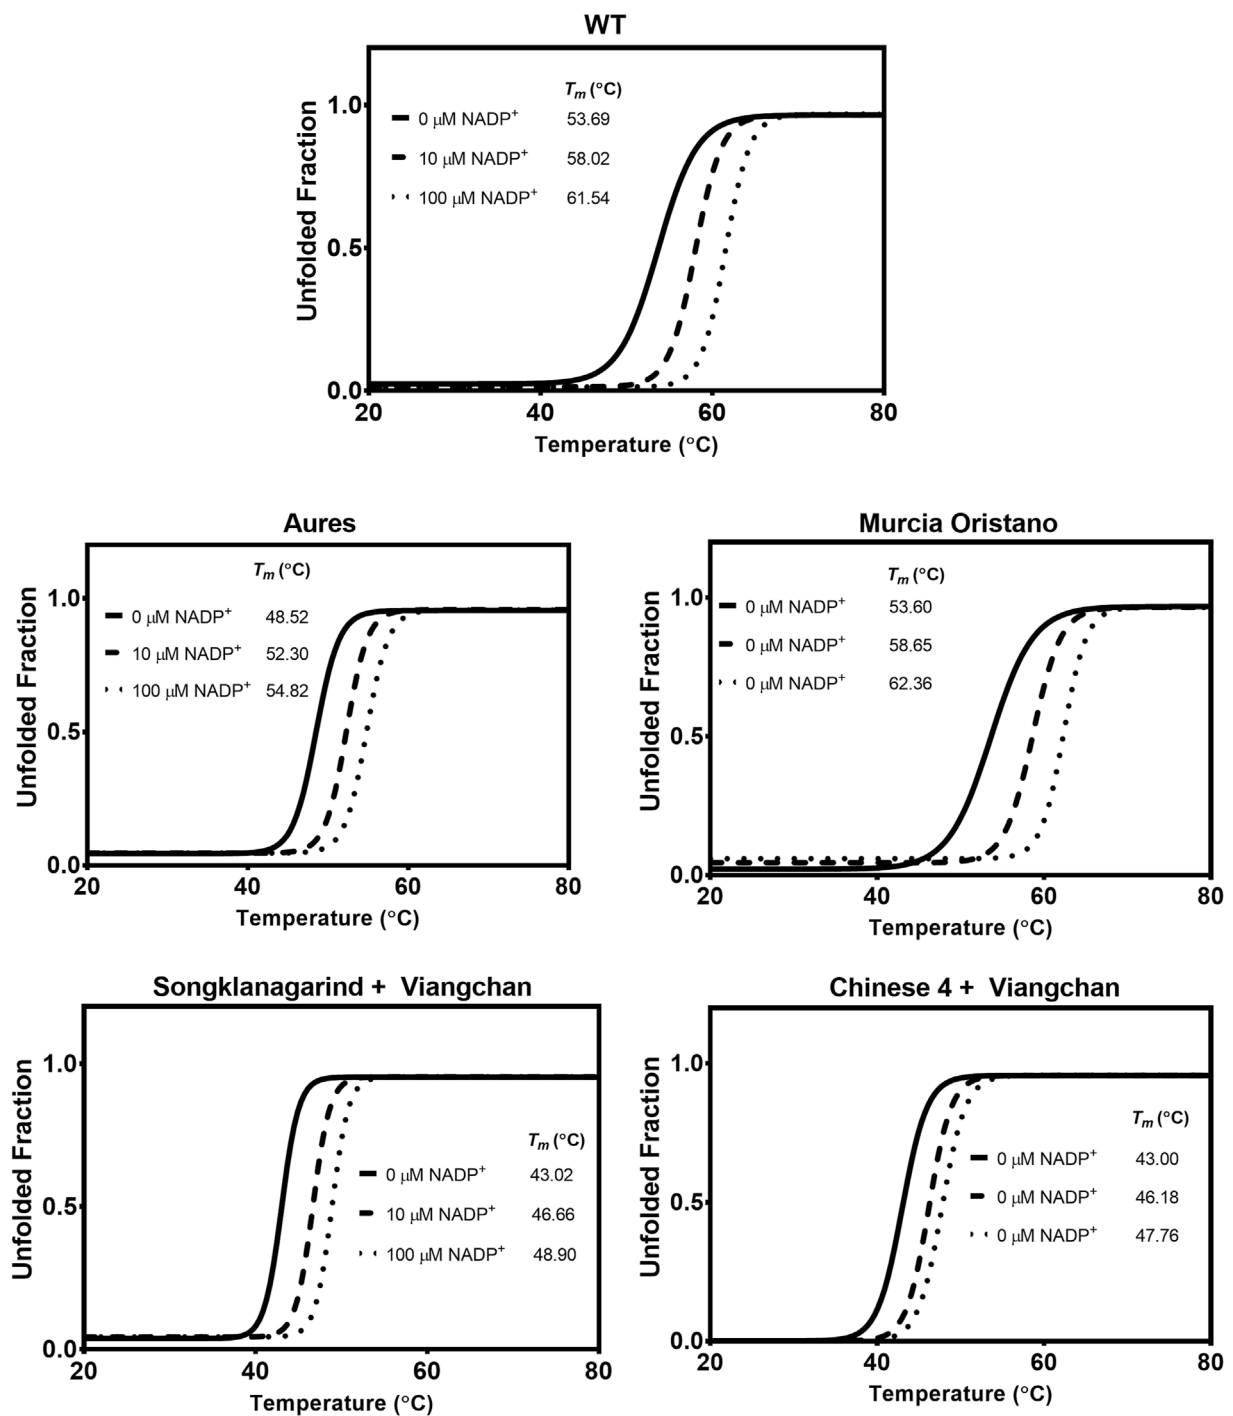 WT
Unfolded Fraction
1.0
0.5
0.0
T_m (°C)
0 μM NADP⁺ 53.69
10 μM NADP⁺ 58.02
100 μM NADP⁺ 61.54
20 40 60 80
Temperature (°C)
Aures
Unfolded Fraction
1.0
0.5
0.0
T_m (°C)
0 μM NADP⁺ 48.52
10 μM NADP⁺ 52.30
100 μM NADP⁺ 54.82
20 40 60 80
Temperature (°C)
Murcia Oristano
Unfolded Fraction
1.0
0.5
0.0
T_m (°C)
0 μM NADP⁺ 53.60
0 μM NADP⁺ 58.65
0 μM NADP⁺ 62.36
20 40 60 80
Temperature (°C)
Songklanagarind + Viangchan
Unfolded Fraction
1.0
0.5
0.0
T_m (°C)
0 μM NADP⁺ 43.02
10 μM NADP⁺ 46.66
100 μM NADP⁺ 48.90
20 40 60 80
Temperature (°C)
Chinese 4 + Viangchan
Unfolded Fraction
1.0
0.5
0.0
T_m (°C)
0 μM NADP⁺ 43.00
0 μM NADP⁺ 46.18
0 μM NADP⁺ 47.76
20 40 60 80
Temperature (°C)